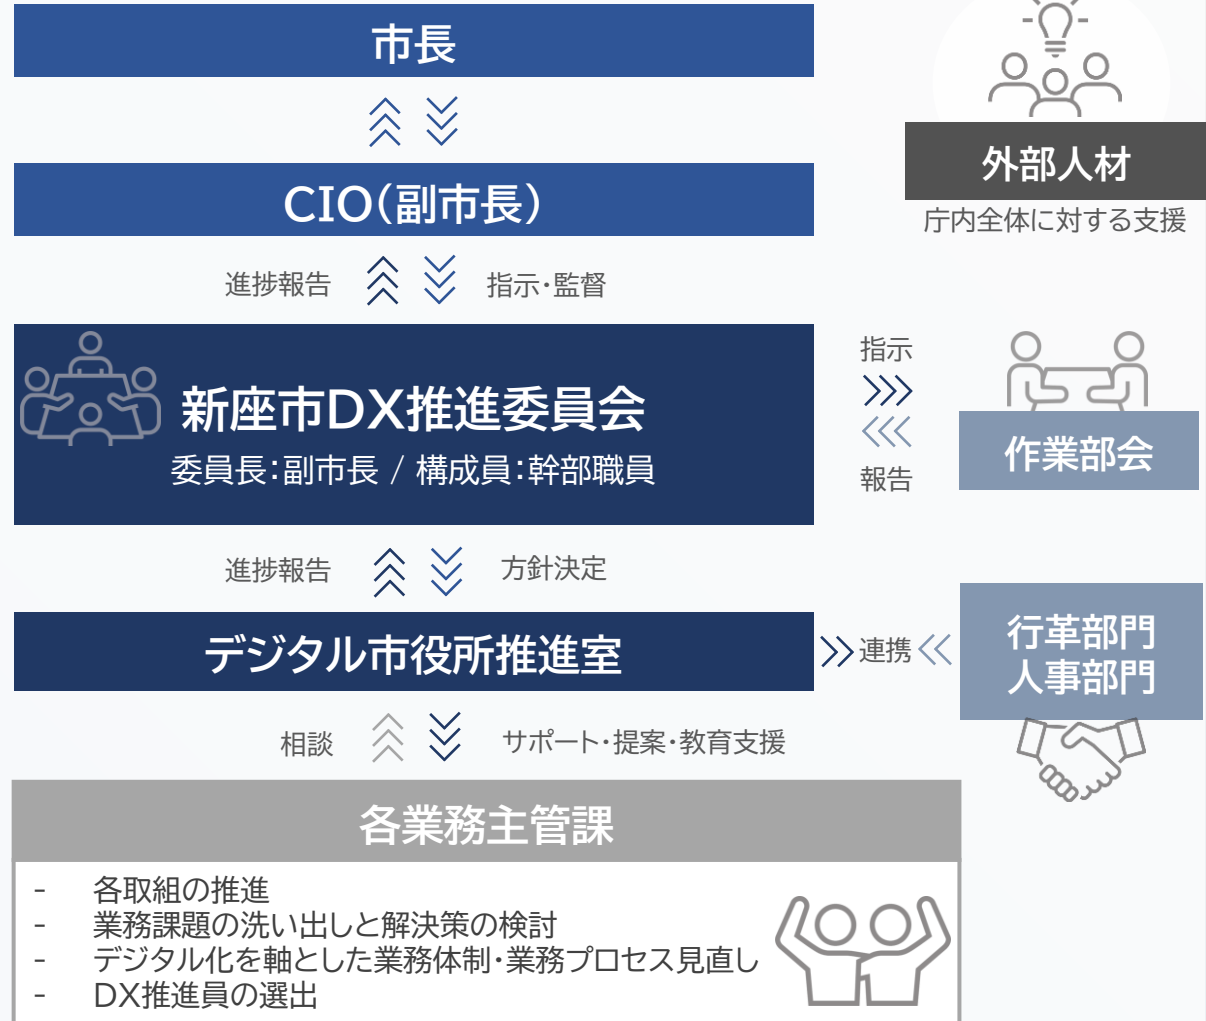 市長
外部人材
庁内全体に対する支援
CIO(副市長)
進捗報告
指示・監督
新座市DX推進委員会
委員長：副市長 / 構成員：幹部職員
指示
報告
作業部会
進捗報告
方針決定
デジタル市役所推進室
連携
行革部門
人事部門
相談
サポート・提案・教育支援
各業務主管課
- 各取組の推進
- 業務課題の洗い出しと解決策の検討
- デジタル化を軸とした業務体制・業務プロセス見直し
- DX推進員の選出